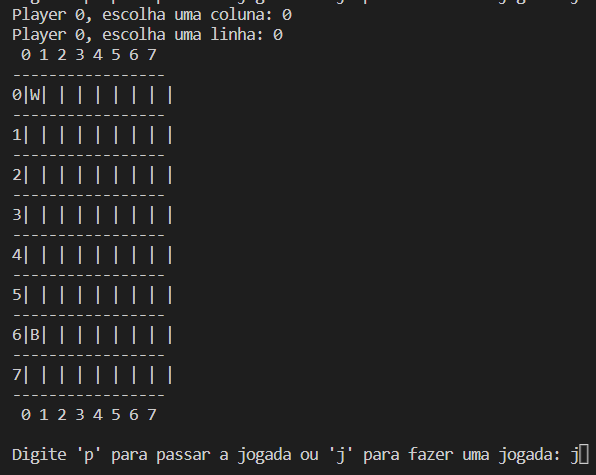 Player 0, escolha uma coluna: 0
Player 0, escolha uma linha: 0
 0 1 2 3 4 5 6 7
-----------------
0|W| | | | | | | |
-----------------
1| | | | | | | | |
-----------------
2| | | | | | | | |
-----------------
3| | | | | | | | |
-----------------
4| | | | | | | | |
-----------------
5| | | | | | | | |
-----------------
6|B| | | | | | | |
-----------------
7| | | | | | | | |
-----------------
 0 1 2 3 4 5 6 7
Digite 'p' para passar a jogada ou 'j' para fazer uma jogada: j